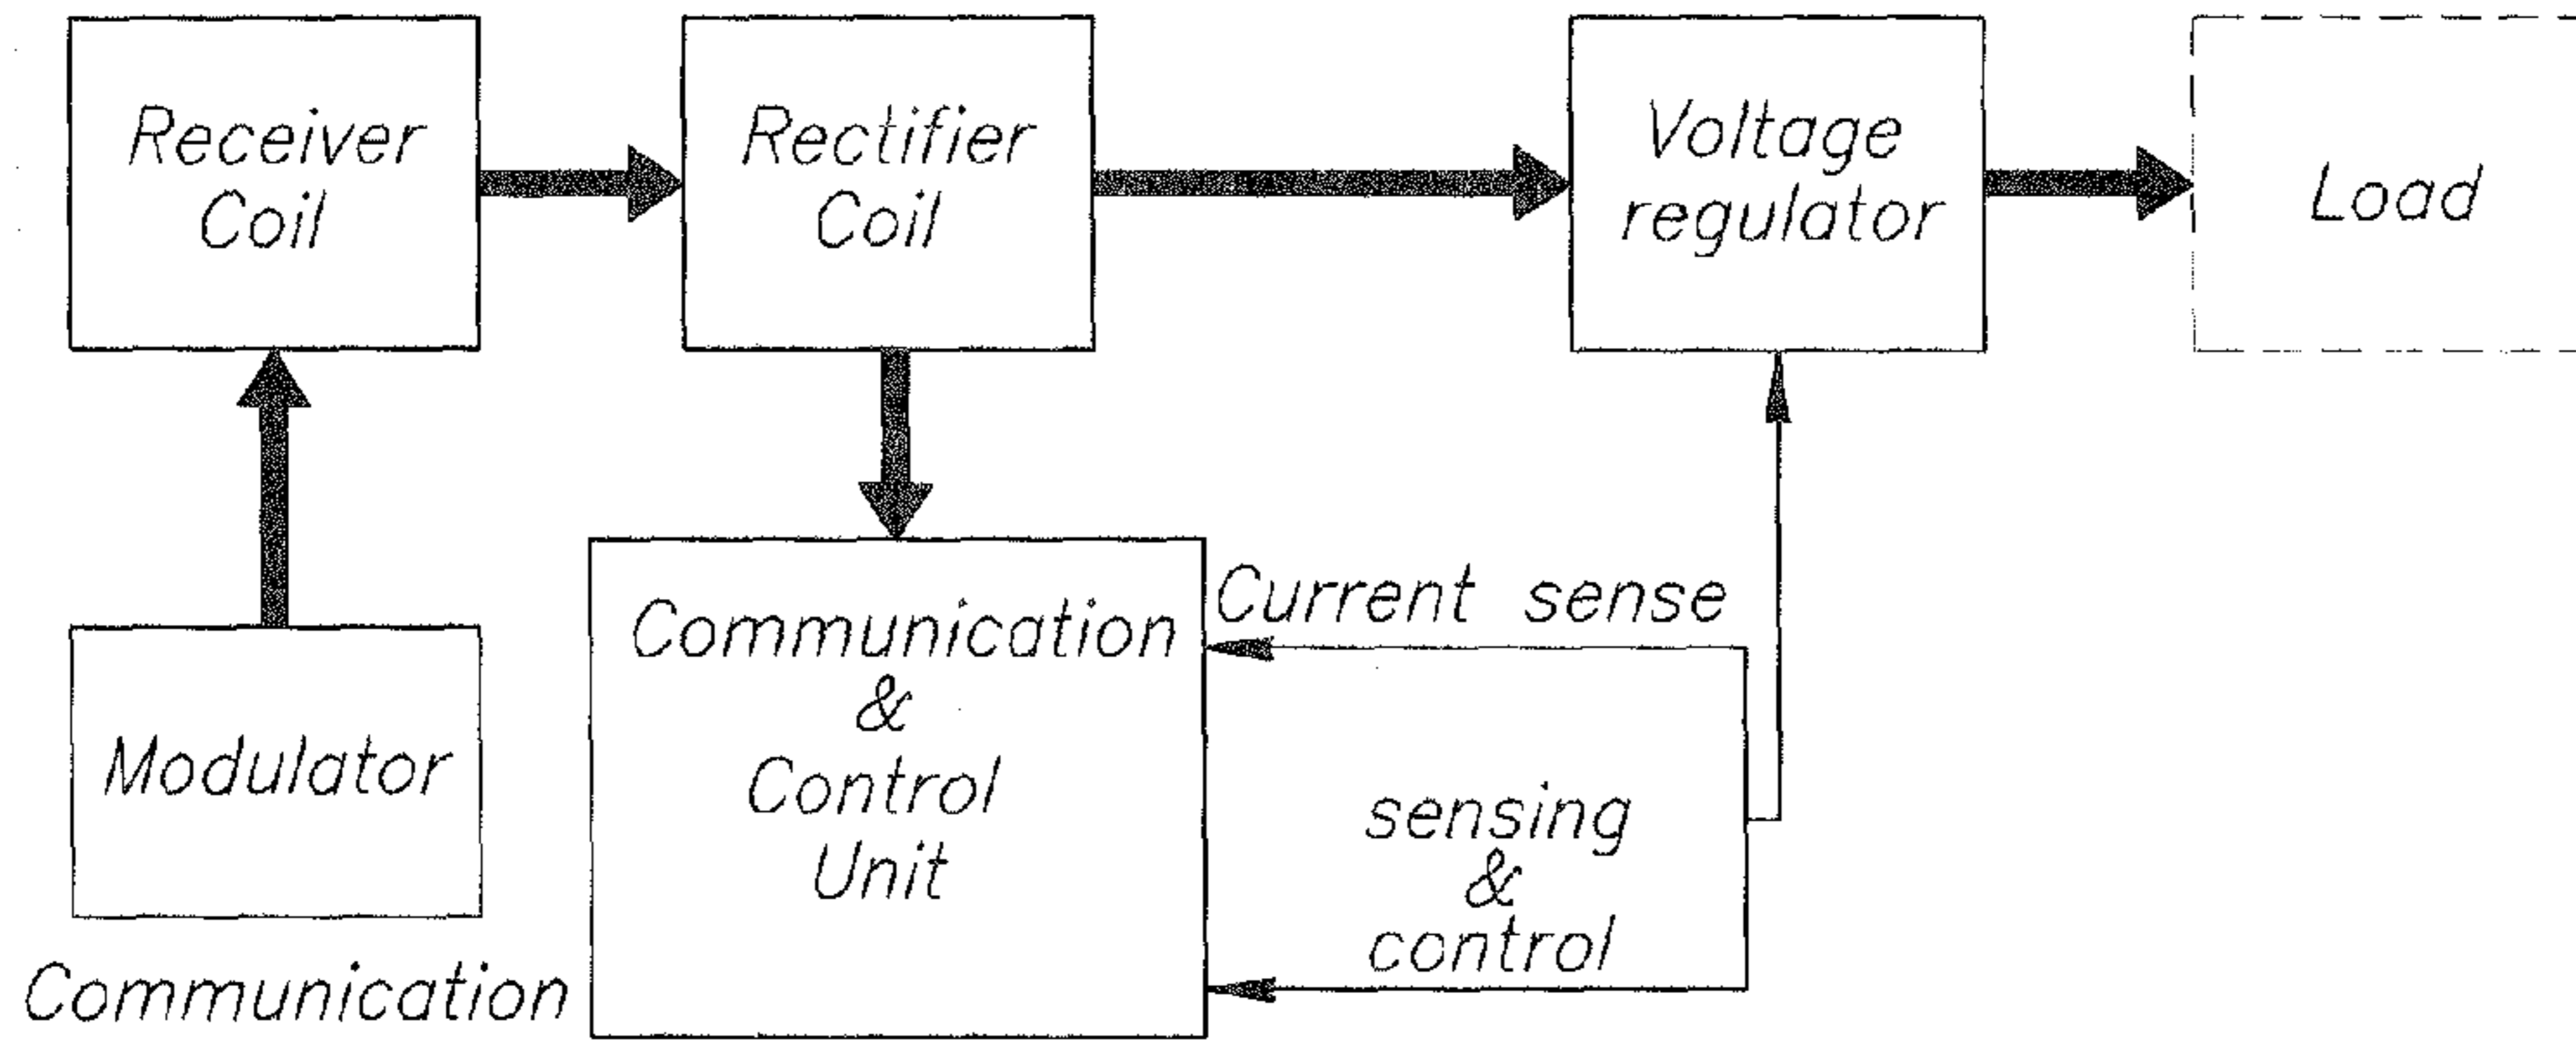 Receiver
Coil
Rectifier
Coil
Voltage
regulator
Load
Modulator
Communication
Communication
&
Control
Unit
Current sense
sensing
&
control